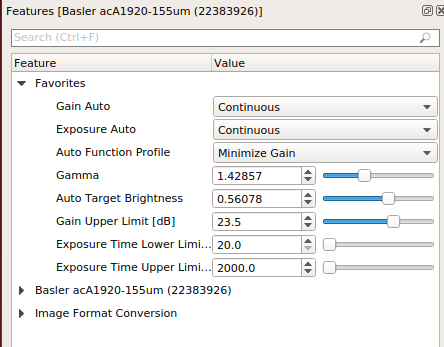 Features [Basler acA1920-155um (22383926)]
Search (Ctrl+F)
Feature Value
Favorites
Gain Auto Continuous
Exposure Auto Continuous
Auto Function Profile Minimize Gain
Gamma 1.42857
Auto Target Brightness 0.56078
Gain Upper Limit [dB] 23.5
Exposure Time Lower Limi... 20.0
Exposure Time Upper Limi... 2000.0
Basler acA1920-155um (22383926)
Image Format Conversion